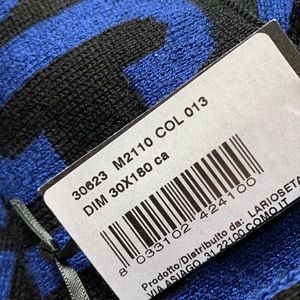 30623 M2110 COL 013
DIM 30X180 ca
8 033102 424100
Prodotto/Distribuito da:
LARIOSETA
VIA ASIAGO, 31, 22100 COMO, IT